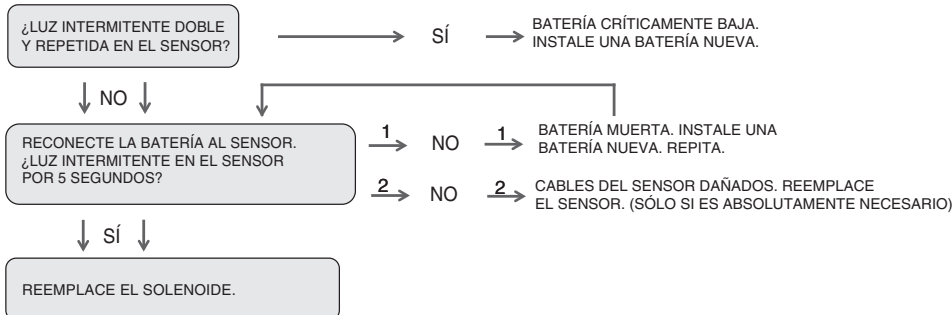 ¿LUZ INTERMITENTE DOBLE
Y REPETIDA EN EL SENSOR?
SÍ
BATERÍA CRÍTICAMENTE BAJA.
INSTALE UNA BATERÍA NUEVA.
NO
RECONECTE LA BATERÍA AL SENSOR.
¿LUZ INTERMITENTE EN EL SENSOR
POR 5 SEGUNDOS?
1
NO
1
BATERÍA MUERTA. INSTALE UNA
BATERÍA NUEVA. REPITA.
2
NO
2
CABLES DEL SENSOR DAÑADOS. REEMPLACE
EL SENSOR. (SÓLO SI ES ABSOLUTAMENTE NECESARIO)
SÍ
REEMPLACE EL SOLENOIDE.